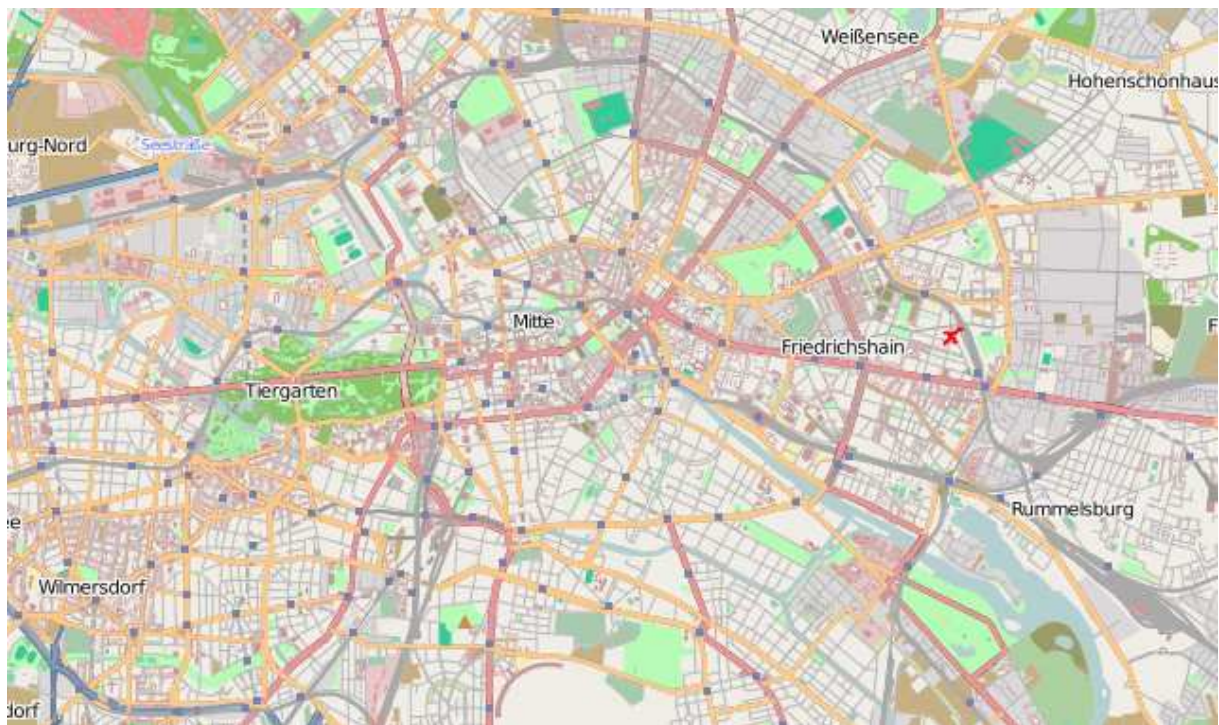 Weißensee
Hohenschönhaus
urg-Nord
Seestraße
Mitte
Friedrichshain
F
Tiergarten
Rummelsburg
ee
Wilmersdorf
dorf